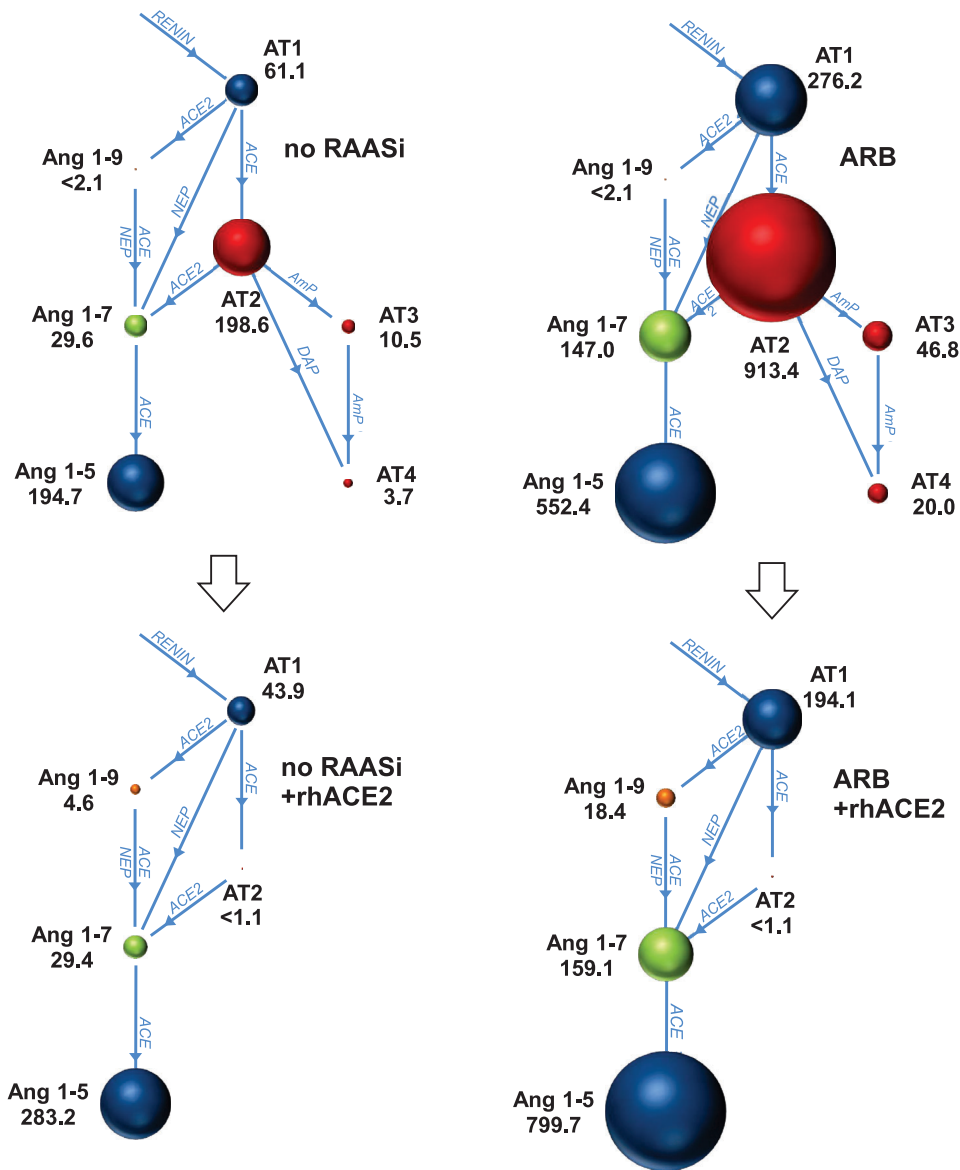 RENIN
AT1
61.1
ACE2
no RAASi
Ang 1-9
<2.1
ACE
NEP
NEP
ACE
ACE2
AmP
AT2
198.6
Ang 1-7
29.6
AT3
10.5
DAP
ACE
AmP
Ang 1-5
194.7
AT4
3.7
RENIN
AT1
276.2
ACE2
ARB
Ang 1-9
<2.1
ACE
NEP
NEP
ACE
ACE2
AmP
Ang 1-7
147.0
AT2
913.4
AT3
46.8
DAP
ACE
AmP
Ang 1-5
552.4
AT4
20.0
RENIN
AT1
43.9
ACE2
no RAASi
+rhACE2
Ang 1-9
4.6
ACE
NEP
NEP
ACE
AT2
<1.1
ACE2
Ang 1-7
29.4
ACE
Ang 1-5
283.2
RENIN
AT1
194.1
ACE2
ARB
+rhACE2
Ang 1-9
18.4
ACE
NEP
NEP
ACE
AT2
<1.1
ACE2
Ang 1-7
159.1
ACE
Ang 1-5
799.7